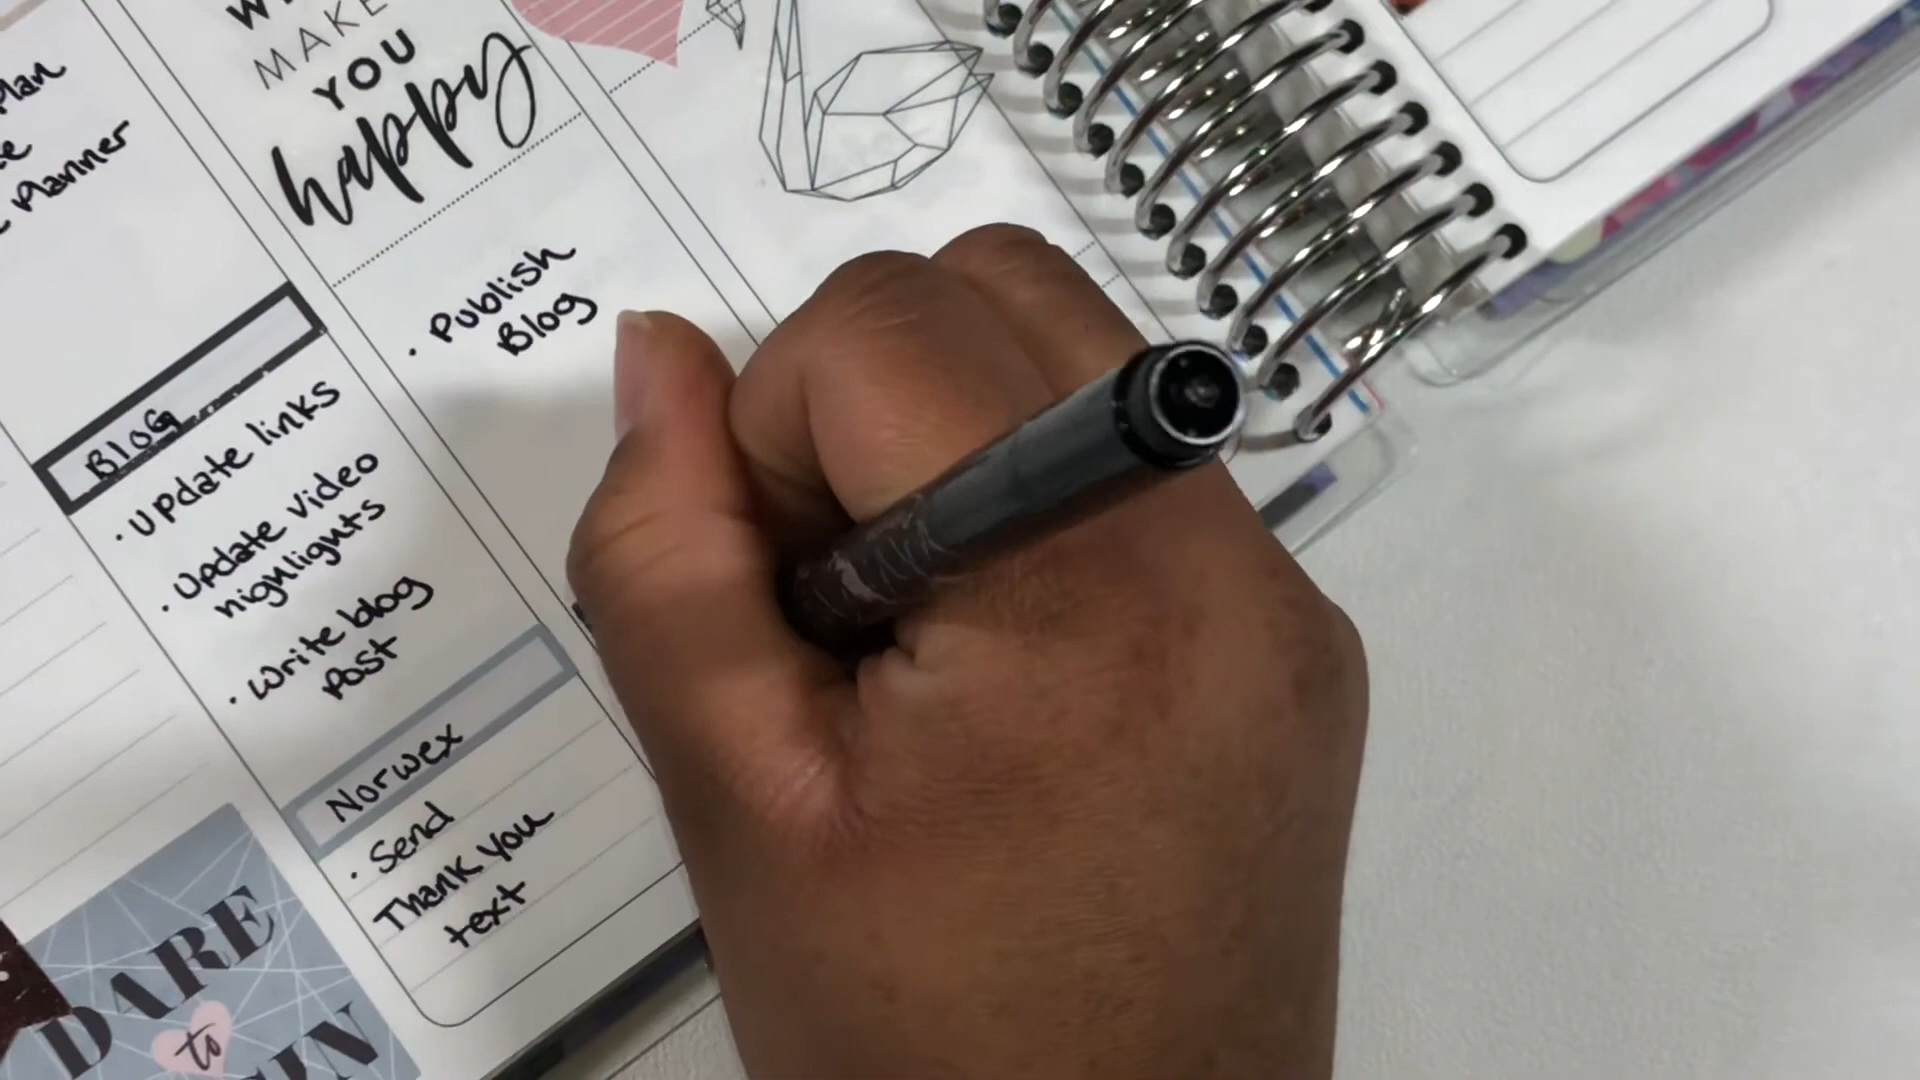 Plan
Planner
MAKE
YOU
happy
• Publish
Blog
BLOG
• Update links
• Update video
highlights
• Write blog
Post
Norwex
• Send
Thank you
text
DARE
to